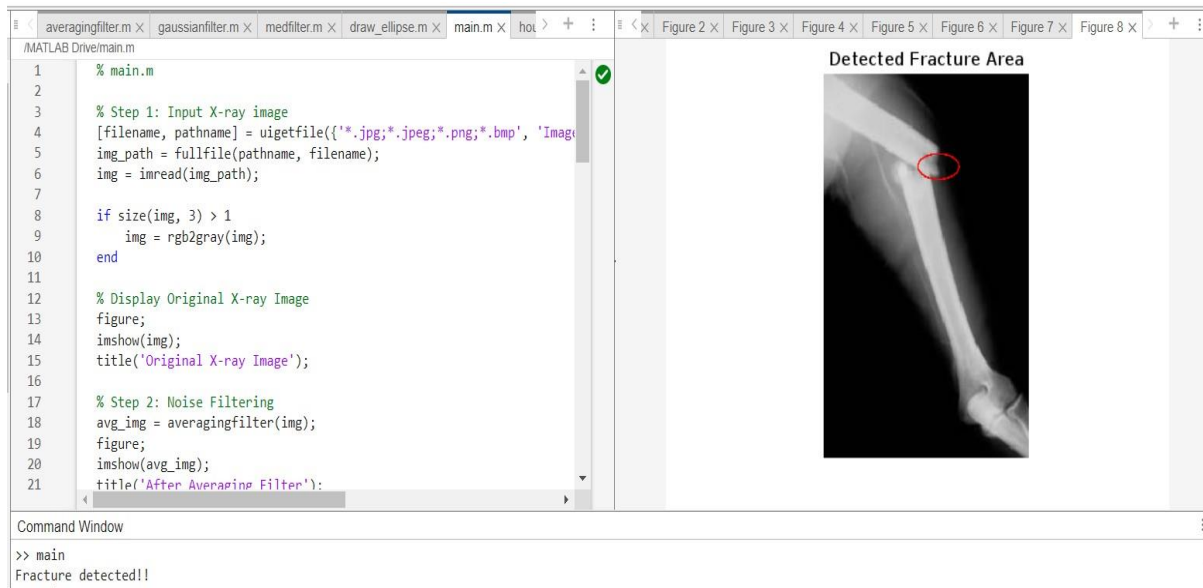 averagingfilter.m × gaussianfilter.m × medfilter.m × draw_ellipse.m × main.m × hou
/MATLAB Drive/main.m
1 % main.m
2
3 % Step 1: Input X-ray image
4 [filename, pathname] = uigetfile({'*.jpg;*.jpeg;*.png;*.bmp', 'Image
5 img_path = fullfile(pathname, filename);
6 img = imread(img_path);
7
8 if size(img, 3) > 1
9 img = rgb2gray(img);
10 end
11
12 % Display Original X-ray Image
13 figure;
14 imshow(img);
15 title('Original X-ray Image');
16
17 % Step 2: Noise Filtering
18 avg_img = averagingfilter(img);
19 figure;
20 imshow(avg_img);
21 title('After Averaging Filter');
× Figure 2 × Figure 3 × Figure 4 × Figure 5 × Figure 6 × Figure 7 × Figure 8 ×
Detected Fracture Area
Command Window
>> main
Fracture detected!!